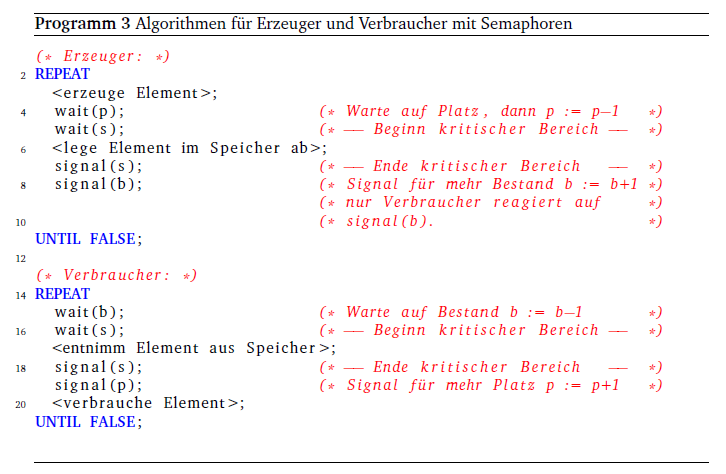 Programm 3 Algorithmen für Erzeuger und Verbraucher mit Semaphoren
(* Erzeuger: *)
2 REPEAT
<erzeuge Element>;
4 wait(p); (* Warte auf Platz, dann p := p−1 *)
wait(s); (* —— Beginn kritischer Bereich —— *)
6 <lege Element im Speicher ab>;
signal(s); (* —— Ende kritischer Bereich —— *)
8 signal(b); (* Signal für mehr Bestand b := b+1 *)
(* nur Verbraucher reagiert auf *)
10 (* signal(b). *)
UNTIL FALSE;
12
(* Verbraucher: *)
14 REPEAT
wait(b); (* Warte auf Bestand b := b−1 *)
16 wait(s); (* —— Beginn kritischer Bereich —— *)
<entnimm Element aus Speicher>;
18 signal(s); (* —— Ende kritischer Bereich —— *)
signal(p); (* Signal für mehr Platz p := p+1 *)
20 <verbrauche Element>;
UNTIL FALSE;